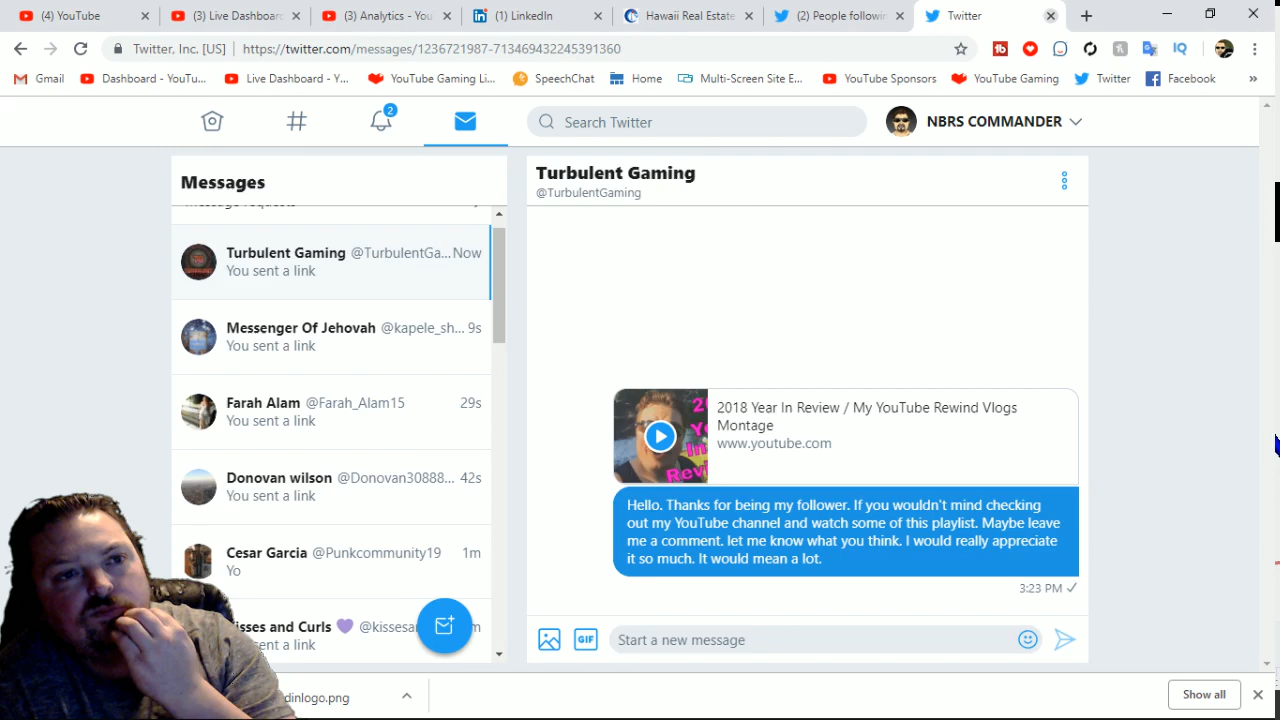 (4) YouTube
(3) Live Dashboard
(3) Analytics - You
(1) LinkedIn
Hawaii Real Estate
(2) People followin
Twitter
Twitter, Inc. [US]
https://twitter.com/messages/1236721987-713469432245391360
Gmail
Dashboard - YouTu...
Live Dashboard - Y...
YouTube Gaming Li...
SpeechChat
Home
Multi-Screen Site E...
YouTube Sponsors
YouTube Gaming
Twitter
Facebook
»
2
Search Twitter
NBRS COMMANDER
Messages
Turbulent Gaming @TurbulentGa... Now
You sent a link
Messenger Of Jehovah @kapele_sh... 9s
You sent a link
Farah Alam @Farah_Alam15 29s
You sent a link
Donovan wilson @Donovan30888... 42s
You sent a link
Cesar Garcia @Punkcommunity19 1m
Yo
isses and Curls 💜 @kissesa
sent a link
Turbulent Gaming
@TurbulentGaming
2018 Year In Review / My YouTube Rewind Vlogs
Montage
www.youtube.com
Hello. Thanks for being my follower. If you wouldn't mind checking
out my YouTube channel and watch some of this playlist. Maybe leave
me a comment. let me know what you think. I would really appreciate
it so much. It would mean a lot.
3:23 PM
GIF
Start a new message
dinlogo.png
Show all